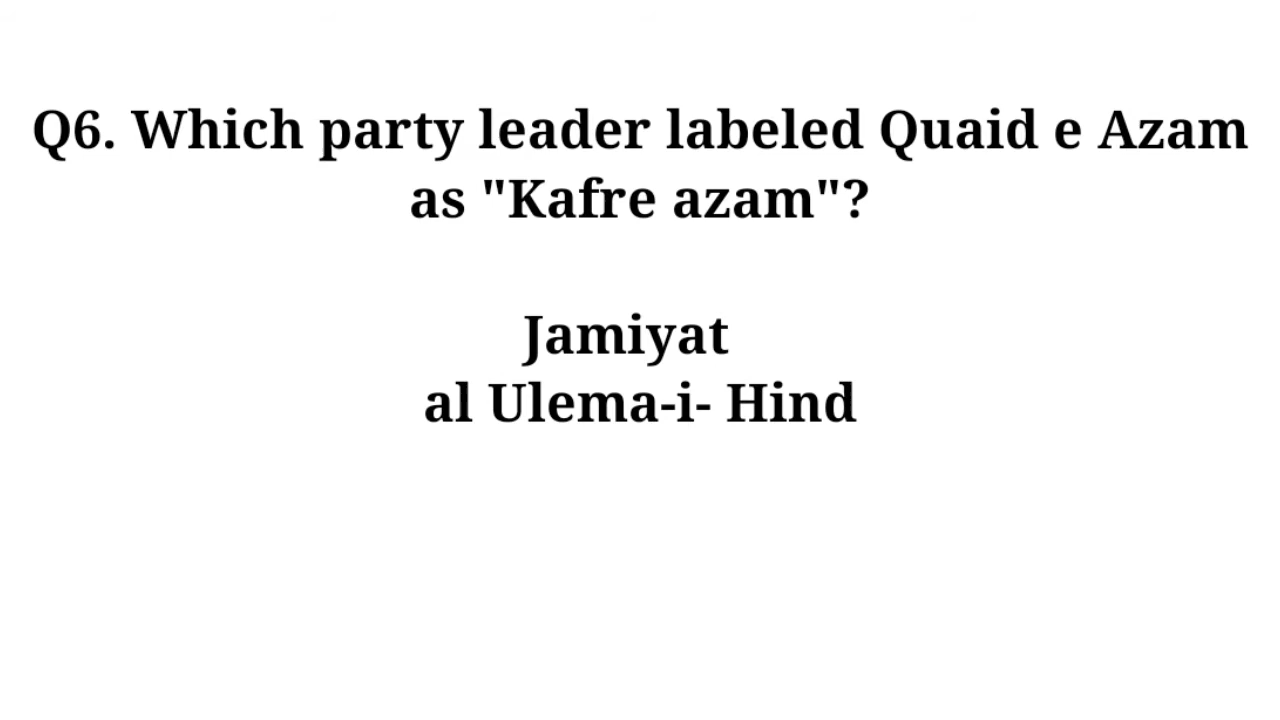 Q6. Which party leader labeled Quaid e Azam
as "Kafre azam"?
Jamiyat
al Ulema-i- Hind